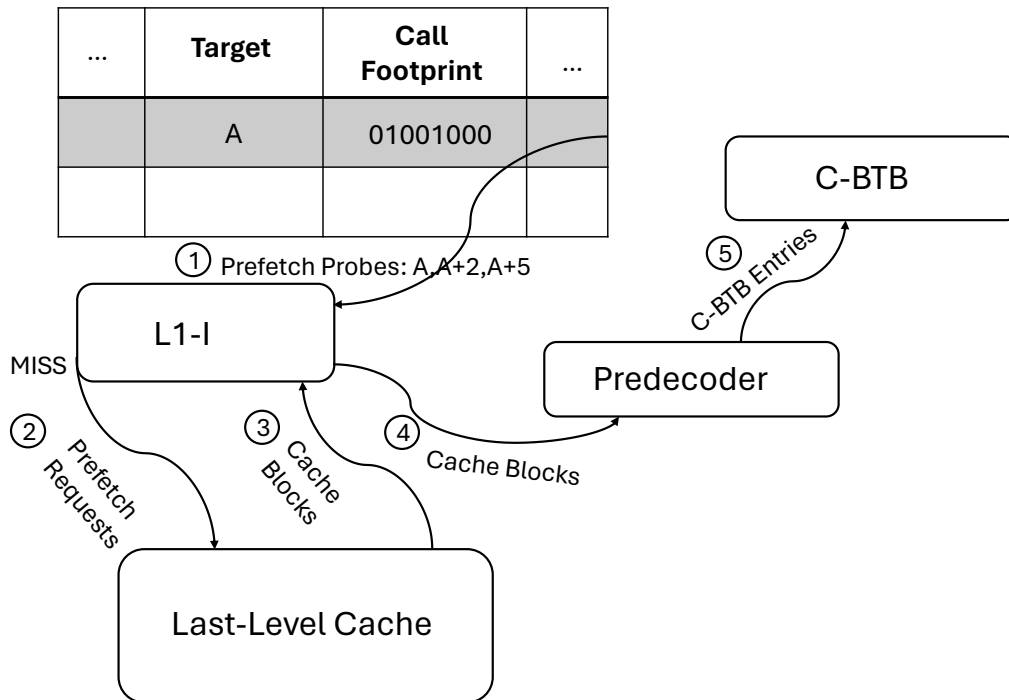 ...
Target
Call
Footprint
...
A
01001000
C-BTB
1
Prefetch Probes: A,A+2,A+5
5
C-BTB Entries
L1-I
MISS
Predecoder
2
Prefetch
Requests
3
Cache
Blocks
4
Cache Blocks
Last-Level Cache